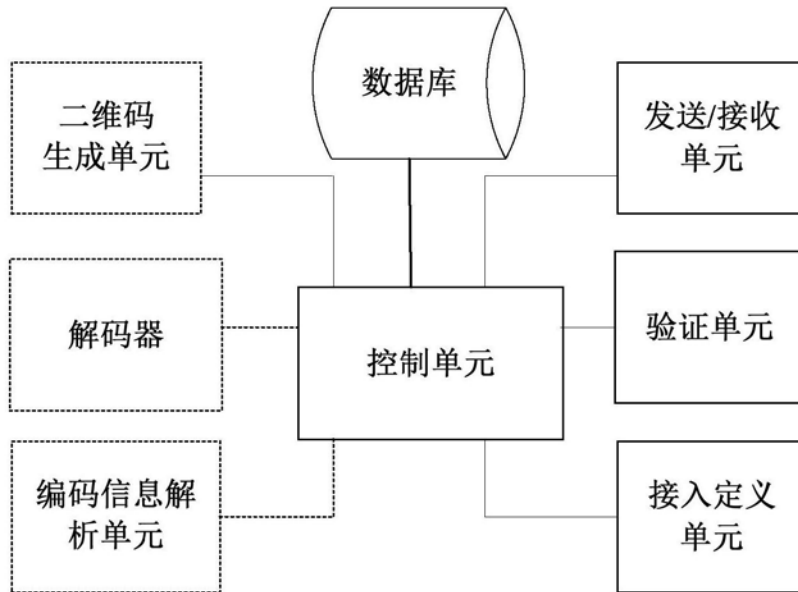 二维码
生成单元
数据库
发送/接收
单元
解码器
控制单元
验证单元
编码信息解
析单元
接入定义
单元